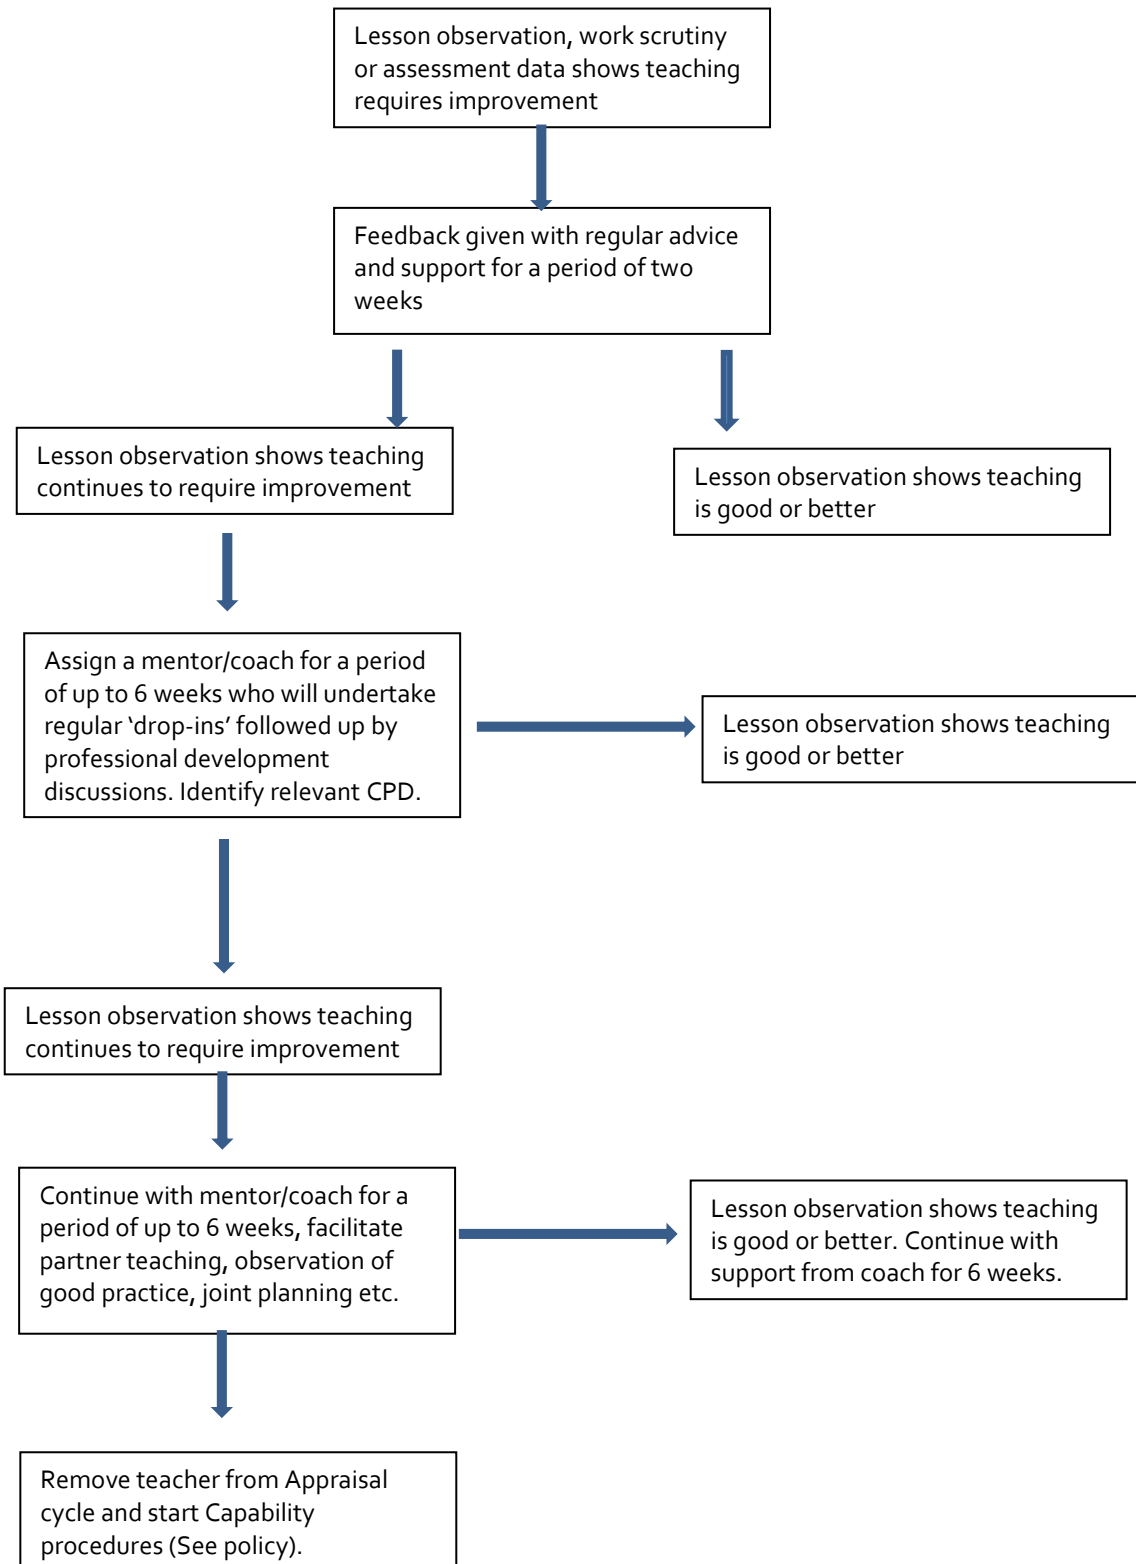 Lesson observation, work scrutiny
or assessment data shows teaching
requires improvement
Feedback given with regular advice
and support for a period of two
weeks
Lesson observation shows teaching
continues to require improvement
Lesson observation shows teaching
is good or better
Assign a mentor/coach for a period
of up to 6 weeks who will undertake
regular ‘drop-ins’ followed up by
professional development
discussions. Identify relevant CPD.
Lesson observation shows teaching
is good or better
Lesson observation shows teaching
continues to require improvement
Continue with mentor/coach for a
period of up to 6 weeks, facilitate
partner teaching, observation of
good practice, joint planning etc.
Lesson observation shows teaching
is good or better. Continue with
support from coach for 6 weeks.
Remove teacher from Appraisal
cycle and start Capability
procedures (See policy).